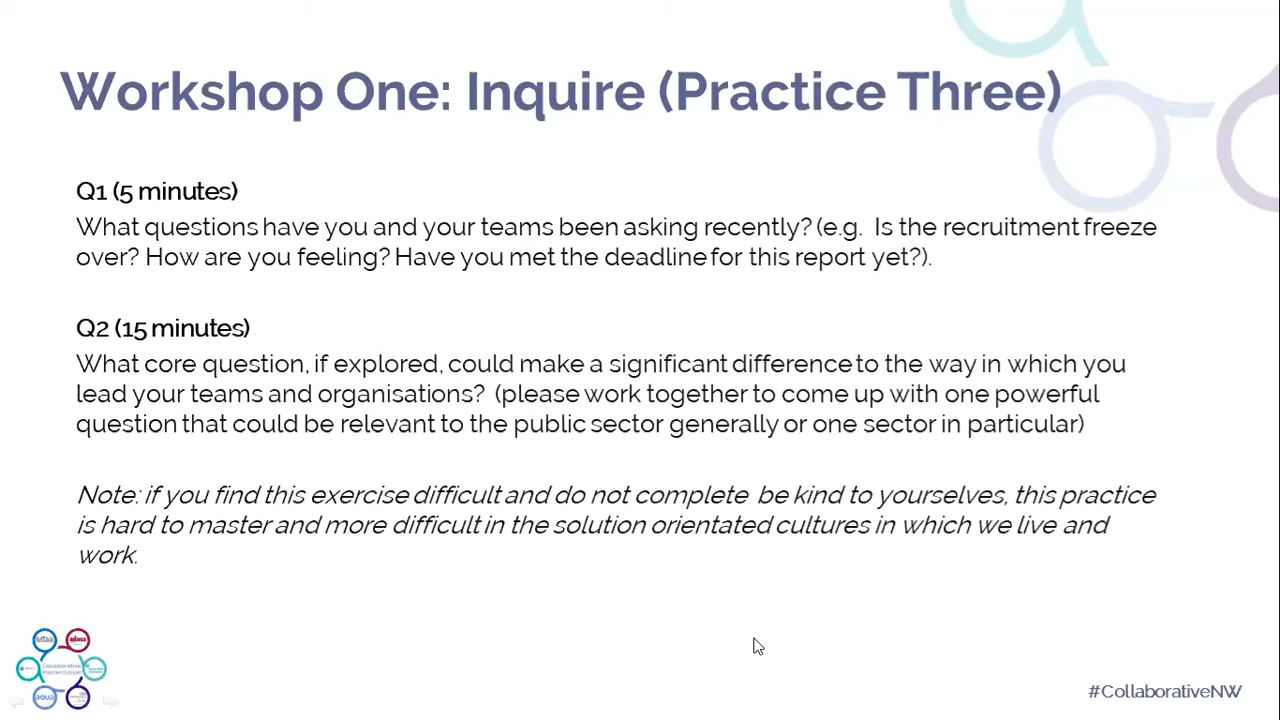 Workshop One: Inquire (Practice Three)
Q1 (5 minutes)
What questions have you and your teams been asking recently? (e.g. Is the recruitment freeze
over? How are you feeling? Have you met the deadline for this report yet?).
Q2 (15 minutes)
What core question, if explored, could make a significant difference to the way in which you
lead your teams and organisations? (please work together to come up with one powerful
question that could be relevant to the public sector generally or one sector in particular)
Note: if you find this exercise difficult and do not complete be kind to yourselves, this practice
is hard to master and more difficult in the solution orientated cultures in which we live and
work.
Collaborative
Masterclasses
aqua
#CollaborativeNW